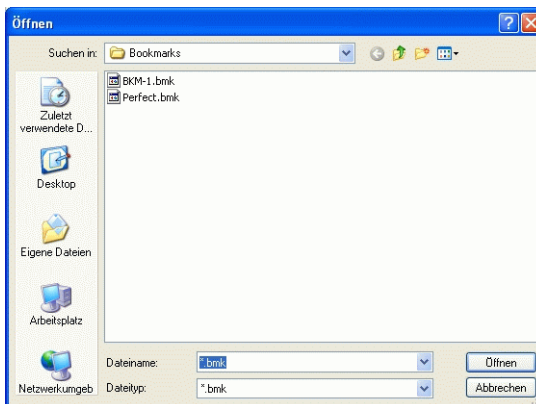 Öffnen
Suchen in: Bookmarks
BKM-1.bmk
Perfect.bmk
Zuletzt
verwendete D...
Desktop
Eigene Dateien
Arbeitsplatz
Netzwerkumgeb
Dateiname: *.bmk Öffnen
Dateityp: *.bmk Abbrechen